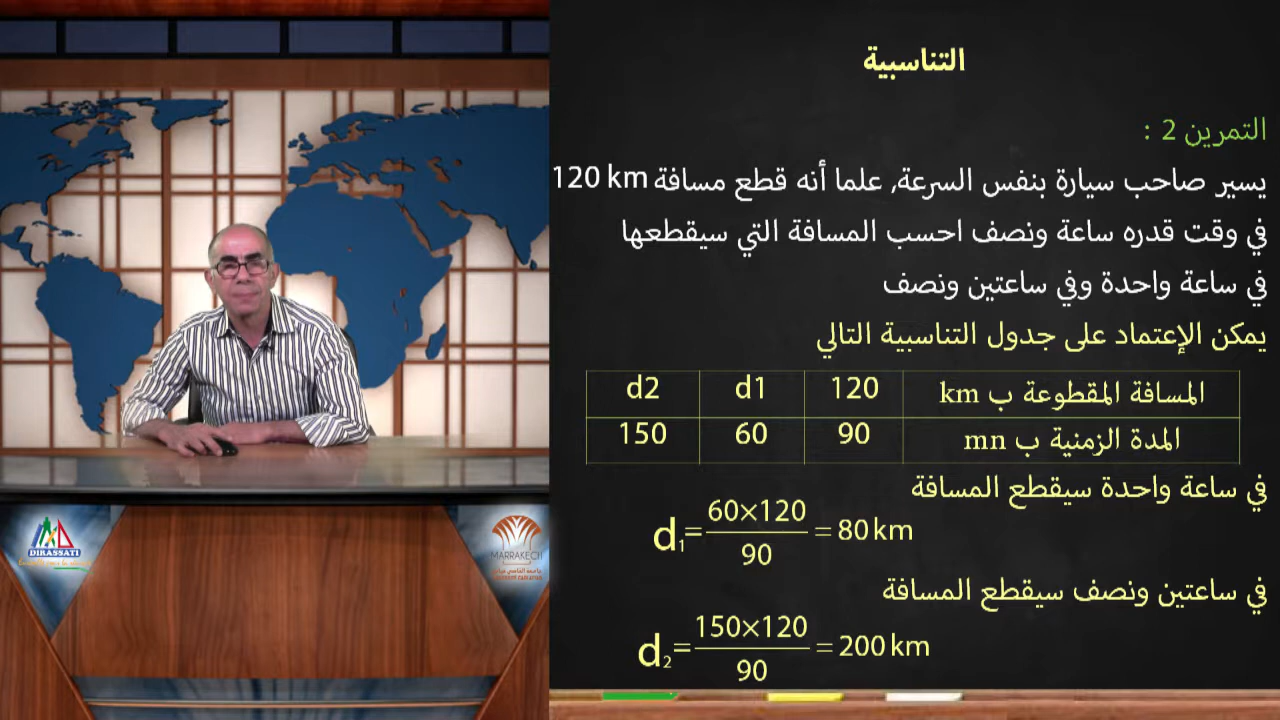 التناسبية
التمرين 2 :
يسير صاحب سيارة بنفس السرعة, علما أنه قطع مسافة 120 km
في وقت قدره ساعة ونصف احسب المسافة التي سيقطعها
في ساعة واحدة وفي ساعتين ونصف
يمكن الإعتماد على جدول التناسبية التالي
المسافة المقطوعة ب km 120 d1 d2
المدة الزمنية ب mn 90 60 150
في ساعة واحدة سيقطع المسافة
d₁ = 60×120 / 90 = 80 km
في ساعتين ونصف سيقطع المسافة
d₂ = 150×120 / 90 = 200 km
DIRASSATI
MARRAKECH